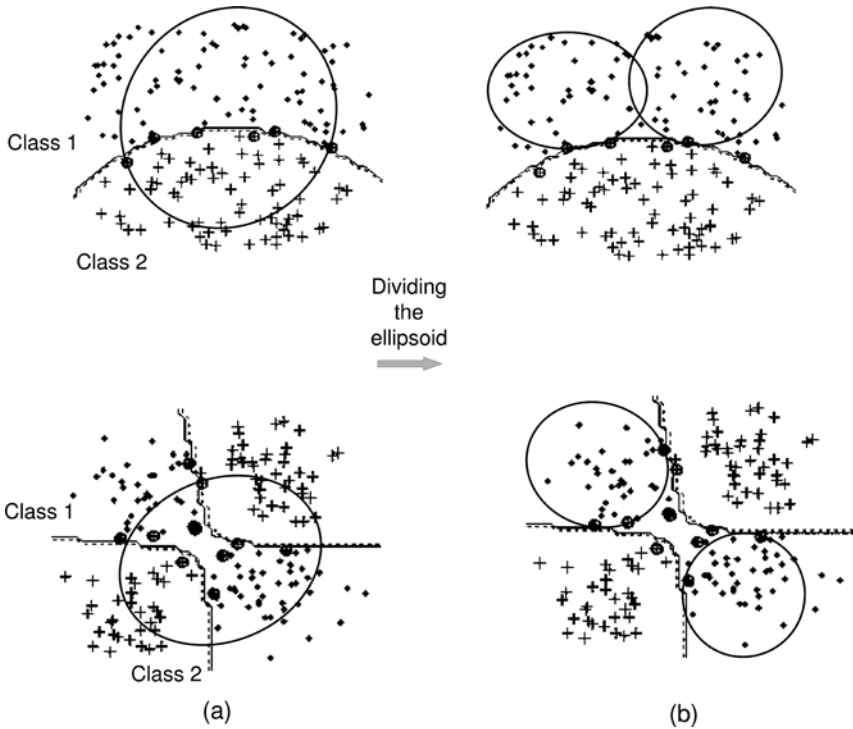 Class 1
Class 2
Dividing
the
ellipsoid
Class 1
Class 2
(a)
(b)